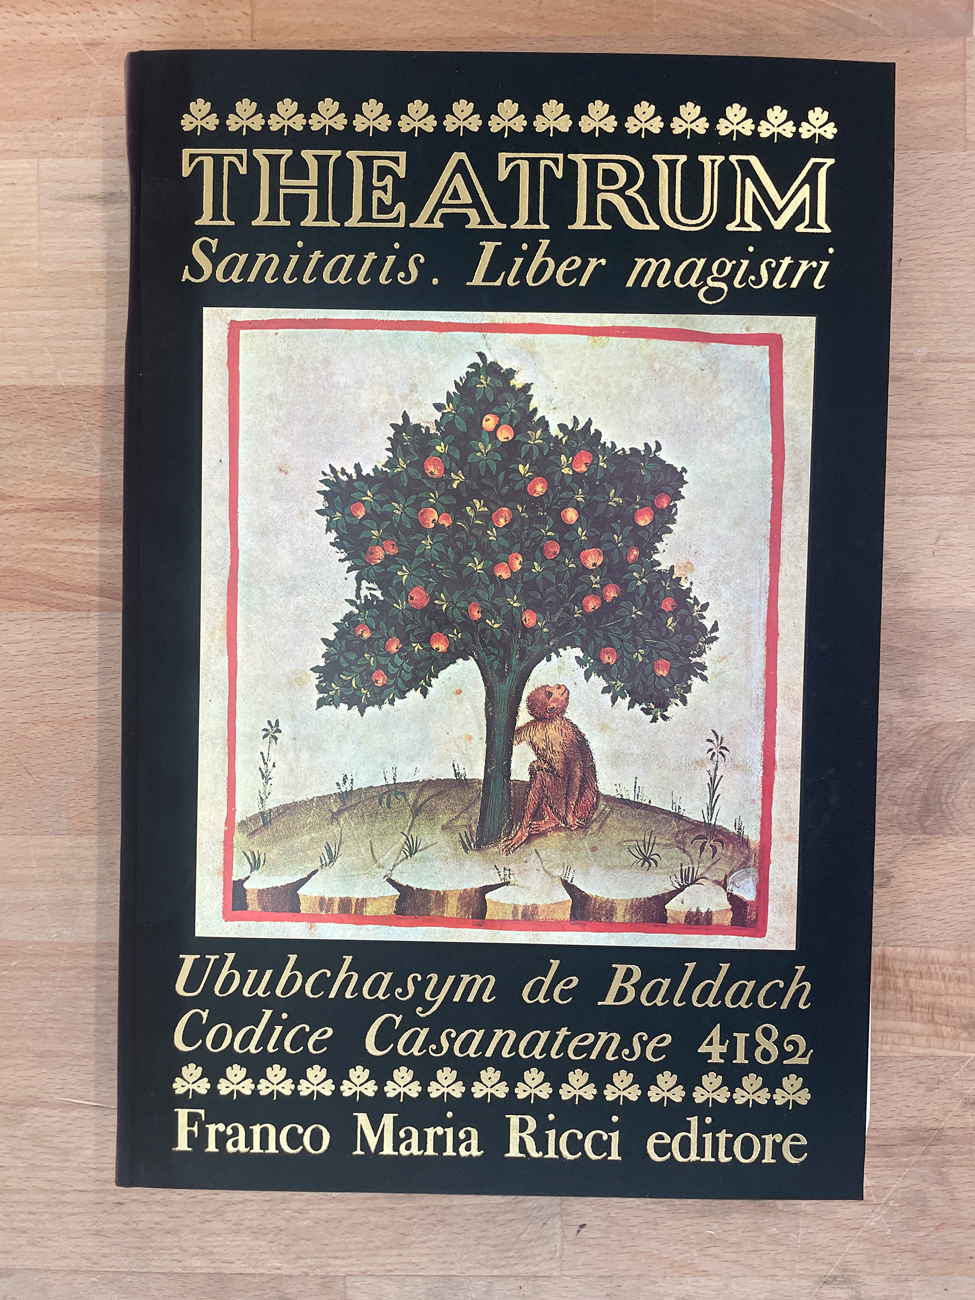 THEATRUM
Sanitatis. Liber magistri
Ububchasym de Baldach
Codice Casanatense 4182
Franco Maria Ricci editore